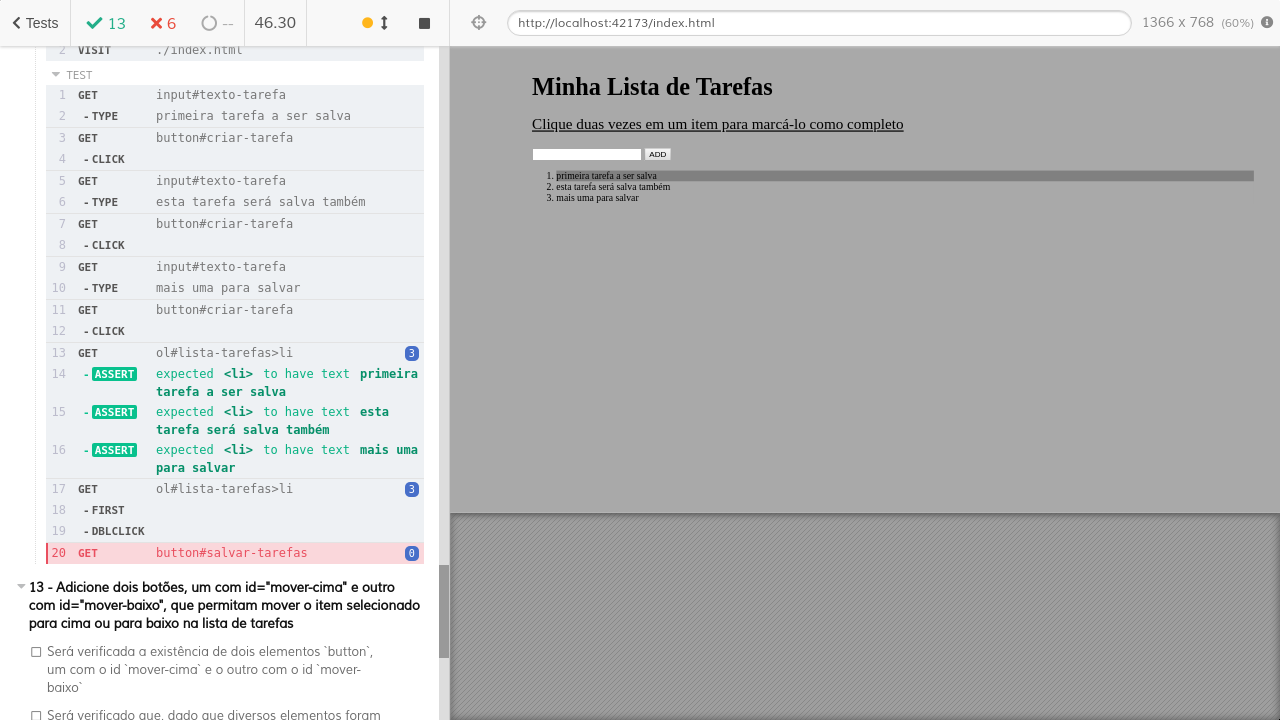 Tests
13
6
--
46.30
http://localhost:42173/index.html
1366 x 768 (60%)
2 VISIT ./index.html
TEST
1 GET input#texto-tarefa
2 - TYPE primeira tarefa a ser salva
3 GET button#criar-tarefa
4 - CLICK
5 GET input#texto-tarefa
6 - TYPE esta tarefa será salva também
7 GET button#criar-tarefa
8 - CLICK
9 GET input#texto-tarefa
10 - TYPE mais uma para salvar
11 GET button#criar-tarefa
12 - CLICK
13 GET ol#lista-tarefas>li 3
14 - ASSERT expected <li> to have text primeira
tarefa a ser salva
15 - ASSERT expected <li> to have text esta
tarefa será salva também
16 - ASSERT expected <li> to have text mais uma
para salvar
17 GET ol#lista-tarefas>li 3
18 - FIRST
19 - DBLCLICK
20 GET button#salvar-tarefas 0
13 - Adicione dois botões, um com id="mover-cima" e outro
com id="mover-baixo", que permitam mover o item selecionado
para cima ou para baixo na lista de tarefas
Será verificada a existência de dois elementos `button`,
um com o id `mover-cima` e o outro com o id `mover-
baixo`
Será verificado que, dado que diversos elementos foram
Minha Lista de Tarefas
Clique duas vezes em um item para marcá-lo como completo
ADD
1. primeira tarefa a ser salva
2. esta tarefa será salva também
3. mais uma para salvar